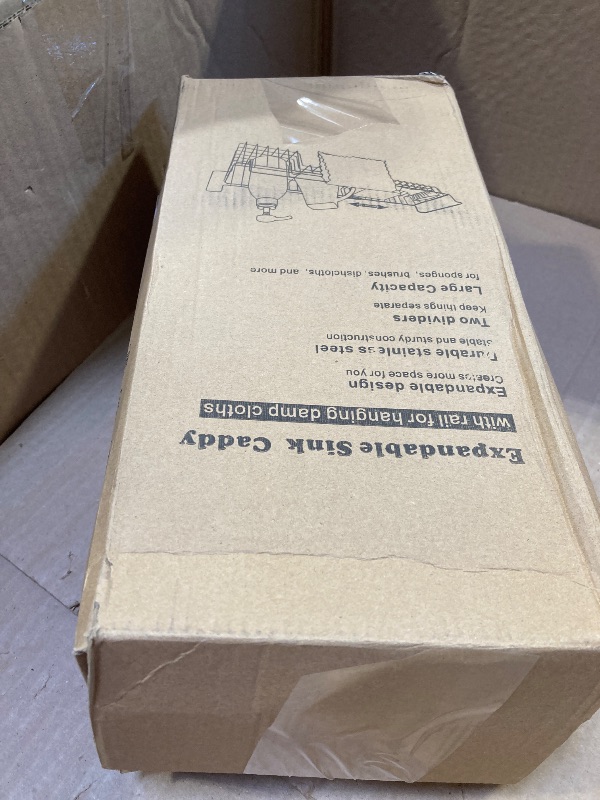 Expandable Sink Caddy
with rail for hanging damp cloths
Expandable design
Creates more space for you
Durable stainless steel
Stable and sturdy construction
Two dividers
Keep things separate
Large Capacity
for sponges, brushes, dishcloths, and more